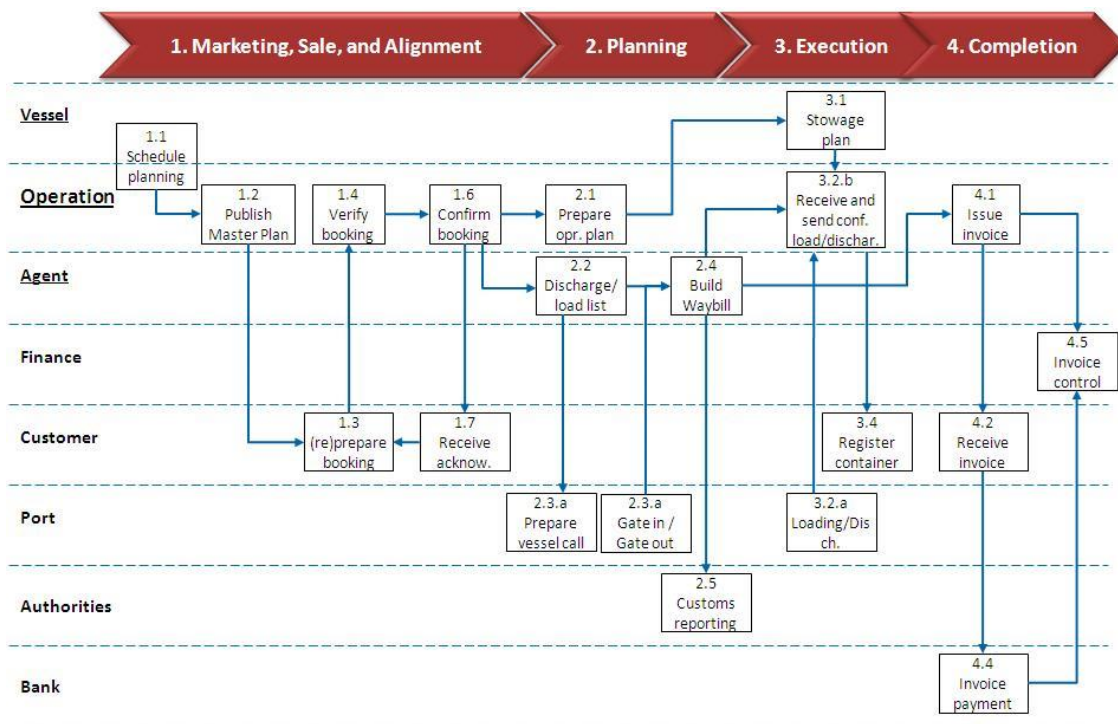 1. Marketing, Sale, and Alignment
2. Planning
3. Execution
4. Completion
Vessel
1.1
Schedule
planning
3.1
Stowage
plan
Operation
1.2
Publish
Master Plan
1.4
Verify
booking
1.6
Confirm
booking
2.1
Prepare
opr. plan
3.2.b
Receive and
send conf.
load/dischar.
4.1
Issue
invoice
Agent
2.2
Discharge/
load list
2.4
Build
Waybill
Finance
4.5
Invoice
control
Customer
1.3
(re)prepare
booking
1.7
Receive
acknow.
3.4
Register
container
4.2
Receive
invoice
Port
2.3.a
Prepare
vessel call
2.3.a
Gate in /
Gate out
3.2.a
Loading/Dis
ch.
Authorities
2.5
Customs
reporting
Bank
4.4
Invoice
payment